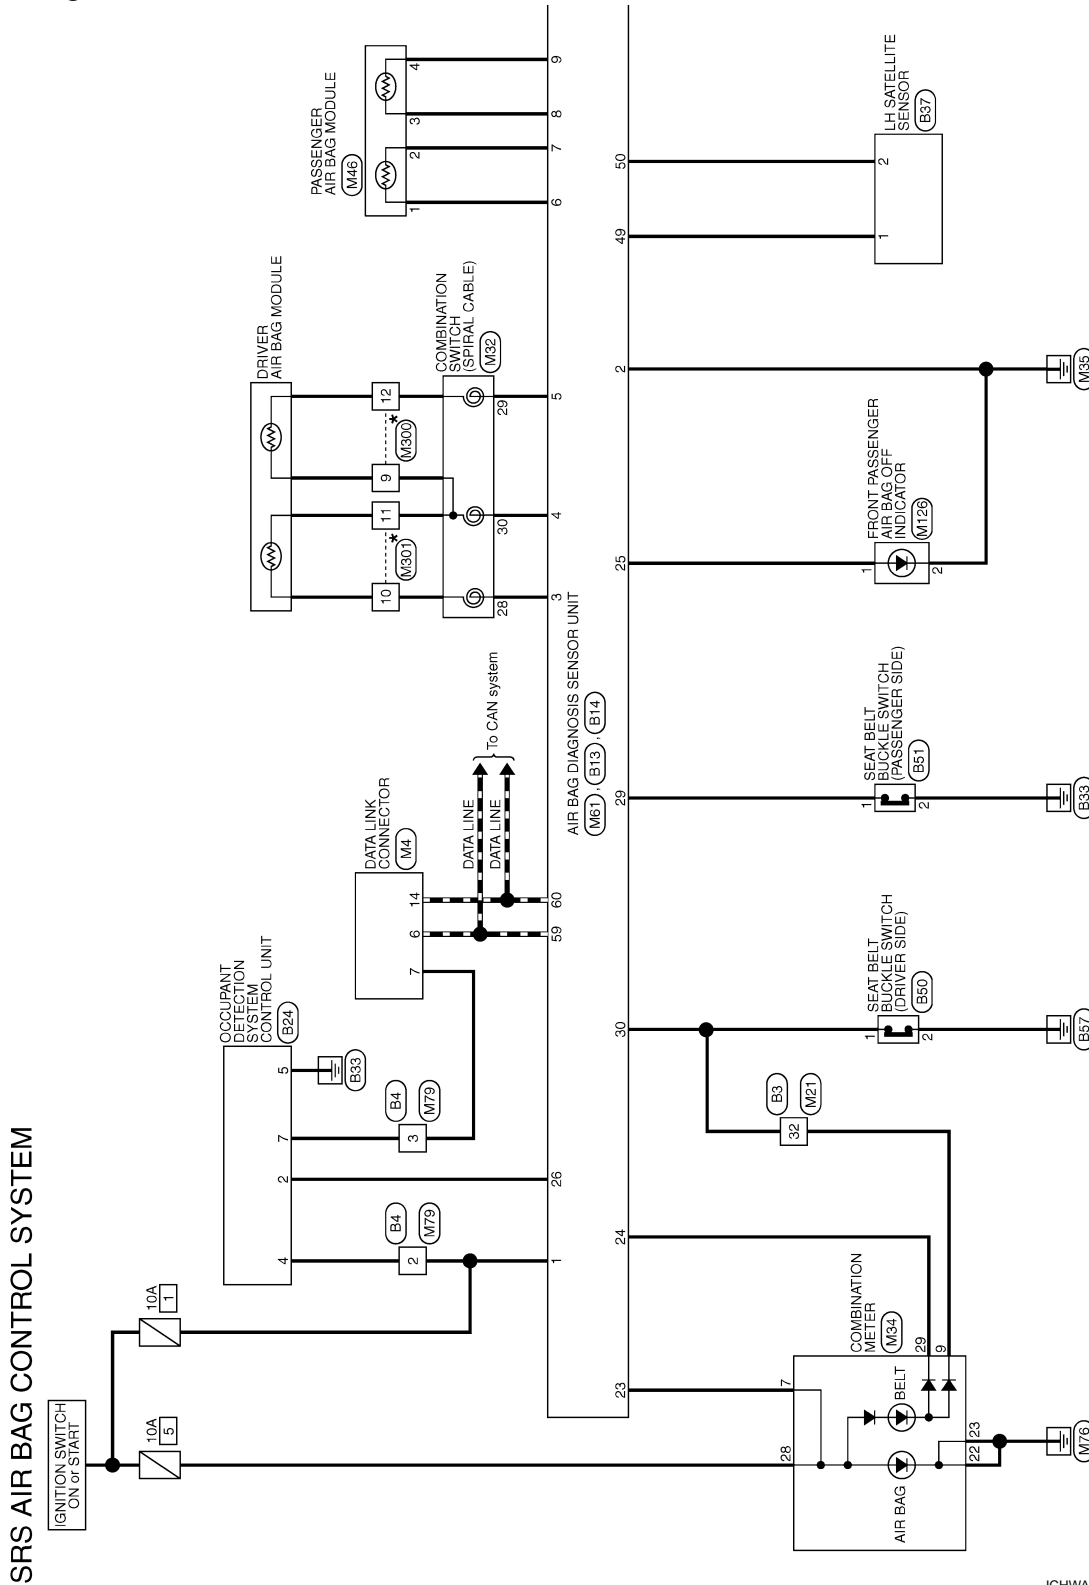 SRS AIR BAG CONTROL SYSTEM
IGNITION SWITCH
ON or START
10A
5
10A
1
OCCUPANT
DETECTION
SYSTEM
CONTROL UNIT
B24
4
2
7
5
B33
B4
M79
2
B4
M79
3
DATA LINK
CONNECTOR
M4
7
6
14
DATA LINE
DATA LINE
To CAN system
DRIVER
AIR BAG MODULE
10
11
9
12
M301
*
M300
*
COMBINATION
SWITCH
(SPIRAL CABLE)
M32
28
30
29
PASSENGER
AIR BAG MODULE
M46
1
2
3
4
1
26
59
60
3
4
5
6
7
8
9
AIR BAG DIAGNOSIS SENSOR UNIT
M61 , B13 , B14
23
24
30
29
25
2
49
50
COMBINATION
METER
M34
28
7
29
9
AIR BAG
BELT
22
23
M76
B3
M21
32
SEAT BELT
BUCKLE SWITCH
(DRIVER SIDE)
B50
1
2
B57
SEAT BELT
BUCKLE SWITCH
(PASSENGER SIDE)
B51
1
2
B33
FRONT PASSENGER
AIR BAG OFF
INDICATOR
M126
1
2
M35
LH SATELLITE
SENSOR
B37
1
2